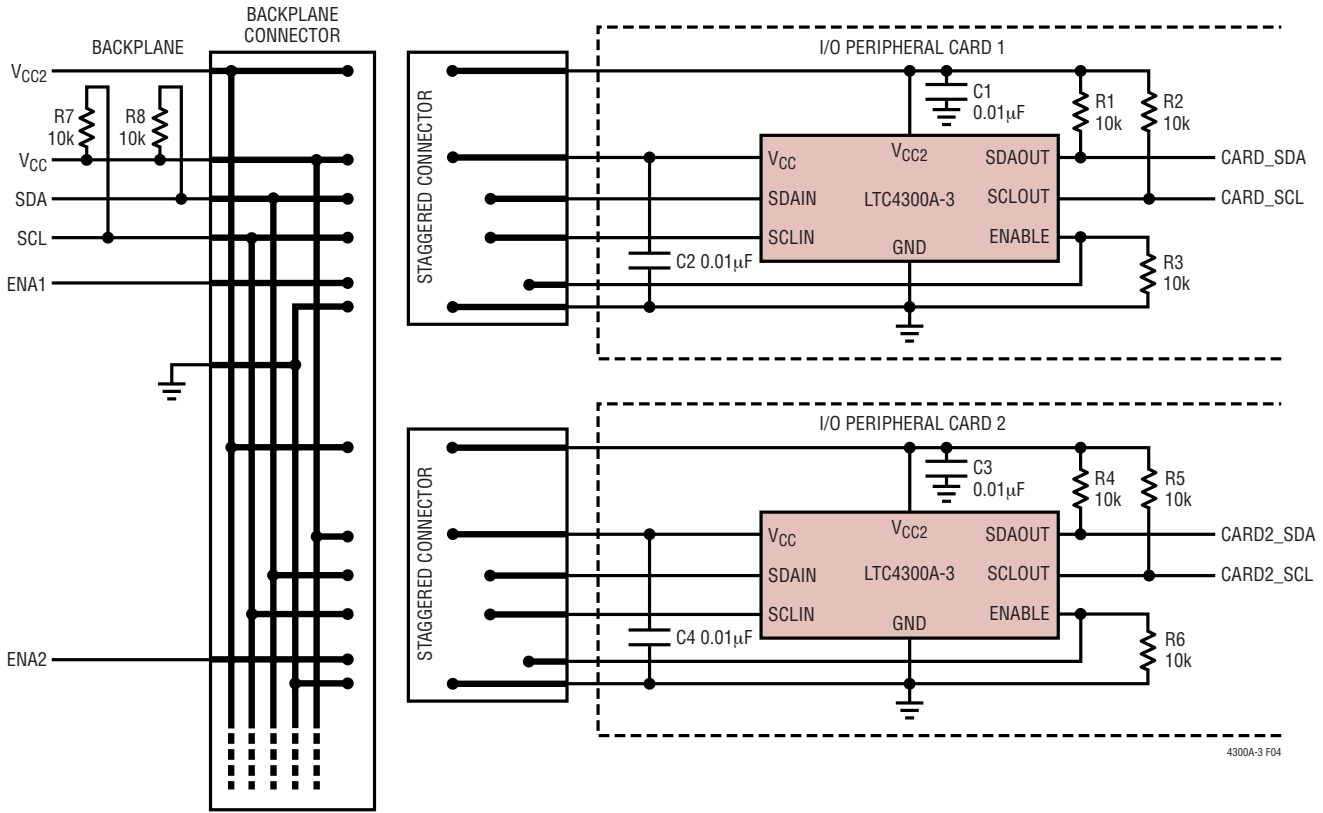 BACKPLANE
CONNECTOR
BACKPLANE
VCC2
R7
10k
R8
10k
VCC
SDA
SCL
ENA1
ENA2
STAGGERED CONNECTOR
I/O PERIPHERAL CARD 1
C1
0.01µF
R1
10k
R2
10k
VCC
VCC2
SDAOUT
CARD_SDA
SDAIN
LTC4300A-3
SCLOUT
CARD_SCL
SCLIN
GND
ENABLE
C2 0.01µF
R3
10k
STAGGERED CONNECTOR
I/O PERIPHERAL CARD 2
C3
0.01µF
R4
10k
R5
10k
VCC
VCC2
SDAOUT
CARD2_SDA
SDAIN
LTC4300A-3
SCLOUT
CARD2_SCL
SCLIN
GND
ENABLE
C4 0.01µF
R6
10k
4300A-3 F04